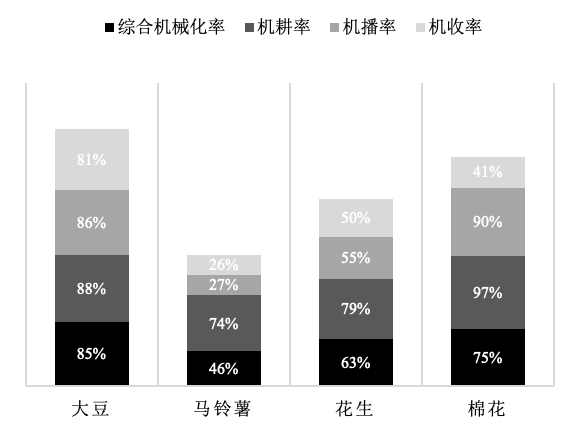 综合机械化率 机耕率 机播率 机收率
81% 26% 50% 41%
86% 27% 55% 90%
88% 74% 79% 97%
85% 46% 63% 75%
大豆 马铃薯 花生 棉花